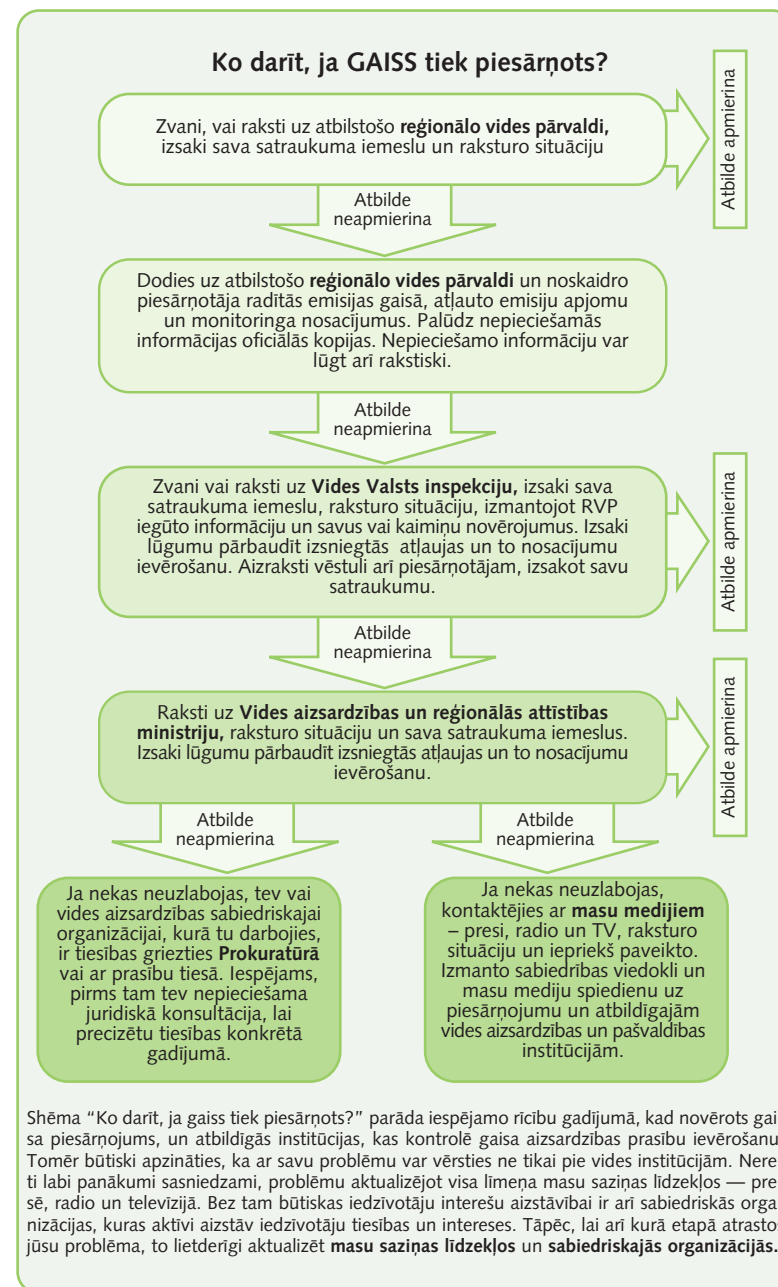 Ko darīt, ja GAISS tiek piesārņots?
Zvani, vai raksti uz atbilstošo reģionālo vides pārvaldi,
izsaki sava satraukuma iemeslu un raksturo situāciju
Atbilde apmierina
Atbilde
neapmierina
Dodies uz atbilstošo reģionālo vides pārvaldi un noskaidro
piesārņotāja radītās emisijas gaisā, atļauto emisiju apjomu
un monitoringa nosacījumus. Palūdz nepieciešamās
informācijas oficiālās kopijas. Nepieciešamo informāciju var
lūgt arī rakstiski.
Atbilde
neapmierina
Zvani vai raksti uz Vides Valsts inspekciju, izsaki sava
satraukuma iemeslu, raksturo situāciju, izmantojot RVP
iegūto informāciju un savus vai kaimiņu novērojumus. Izsaki
lūgumu pārbaudīt izsniegtās atļaujas un to nosacījumu
ievērošanu. Aizraksti vēstuli arī piesārņotājam, izsakot savu
satraukumu.
Atbilde apmierina
Atbilde
neapmierina
Raksti uz Vides aizsardzības un reģionālās attīstības
ministriju, raksturo situāciju un sava satraukuma iemeslus.
Izsaki lūgumu pārbaudīt izsniegtās atļaujas un to nosacījumu
ievērošanu.
Atbilde apmierina
Atbilde
neapmierina
Atbilde
neapmierina
Ja nekas neuzlabojas, tev vai
vides aizsardzības sabiedriskajai
organizācijai, kurā tu darbojies,
ir tiesības griezties Prokuratūrā
vai ar prasību tiesā. Iespējams,
pirms tam tev nepieciešama
juridiskā konsultācija, lai
precizētu tiesības konkrētā
gadījumā.
Ja nekas neuzlabojas,
kontaktējies ar masu medijiem
– presi, radio un TV, raksturo
situāciju un iepriekš paveikto.
Izmanto sabiedrības viedokli un
masu mediju spiedienu uz
piesārņojumu un atbildīgajām
vides aizsardzības un pašvaldības
institūcijām.
Shēma “Ko darīt, ja gaiss tiek piesārņots?” parāda iespējamo rīcību gadījumā, kad novērots gai
sa piesārņojums, un atbildīgās institūcijas, kas kontrolē gaisa aizsardzības prasību ievērošanu
Tomēr būtiski apzināties, ka ar savu problēmu var vērsties ne tikai pie vides institūcijām. Nere
ti labi panākumi sasniedzami, problēmu aktualizējot visa līmeņa masu saziņas līdzekļos — pre
sē, radio un televīzijā. Bez tam būtiskas iedzīvotāju interešu aizstāvībai ir arī sabiedriskās orga
nizācijas, kuras aktīvi aizstāv iedzīvotāju tiesības un intereses. Tāpēc, lai arī kurā etapā atrastos
jūsu problēma, to lietderīgi aktualizēt masu saziņas līdzekļos un sabiedriskajās organizācijās.